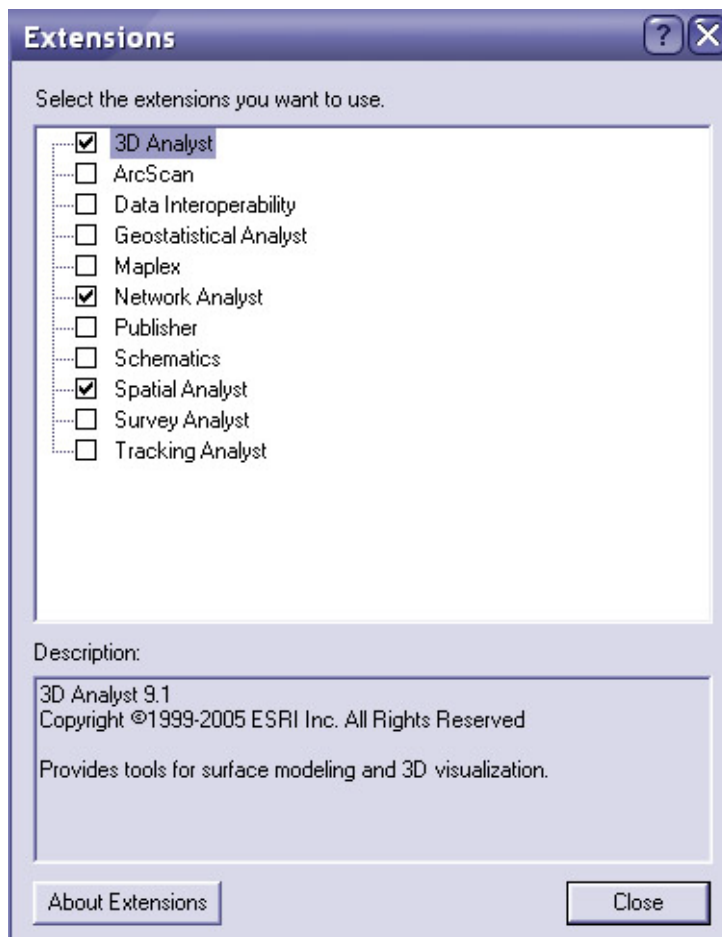 Extensions
Select the extensions you want to use.
3D Analyst
ArcScan
Data Interoperability
Geostatistical Analyst
Maplex
Network Analyst
Publisher
Schematics
Spatial Analyst
Survey Analyst
Tracking Analyst
Description:
3D Analyst 9.1
Copyright ©1999-2005 ESRI Inc. All Rights Reserved
Provides tools for surface modeling and 3D visualization.
About Extensions
Close